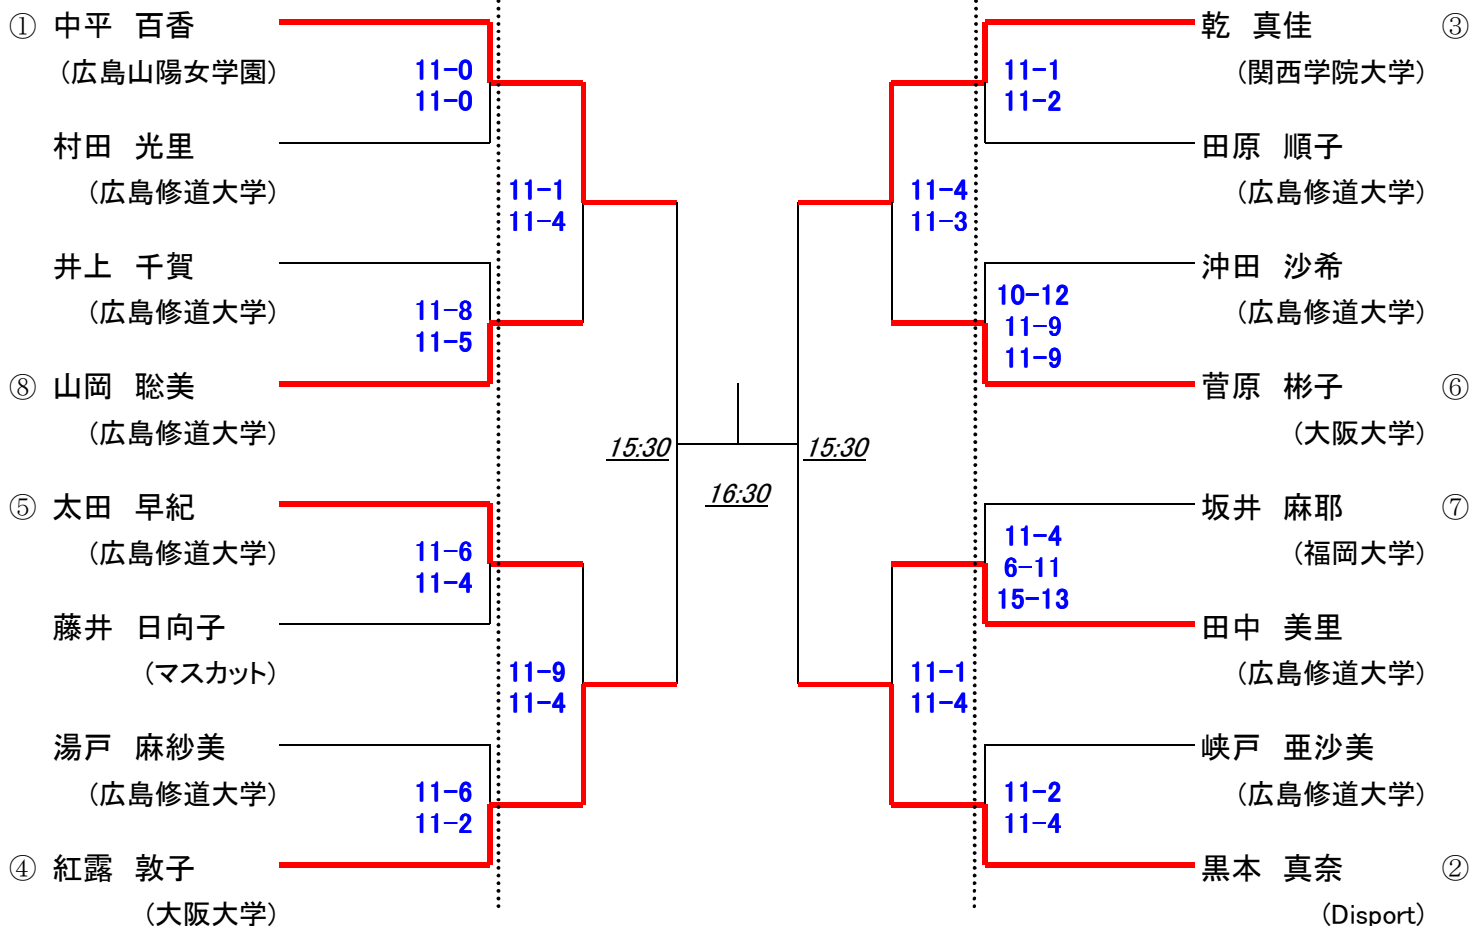 ① 中平 百香
(広島山陽女学園)
11-0
11-0
村田 光里
(広島修道大学)
11-1
11-4
井上 千賀
(広島修道大学)
11-8
11-5
⑧ 山岡 聡美
(広島修道大学)
⑤ 太田 早紀
(広島修道大学)
11-6
11-4
藤井 日向子
(マスカット)
11-9
11-4
湯戸 麻紗美
(広島修道大学)
11-6
11-2
④ 紅露 敦子
(大阪大学)
15:30
16:30
15:30
乾 真佳 ③
(関西学院大学)
11-1
11-2
田原 順子
(広島修道大学)
11-4
11-3
沖田 沙希
(広島修道大学)
10-12
11-9
11-9
菅原 彬子 ⑥
(大阪大学)
坂井 麻耶 ⑦
(福岡大学)
11-4
6-11
15-13
田中 美里
(広島修道大学)
11-1
11-4
峡戸 亜沙美
(広島修道大学)
11-2
11-4
黒本 真奈 ②
(Disport)